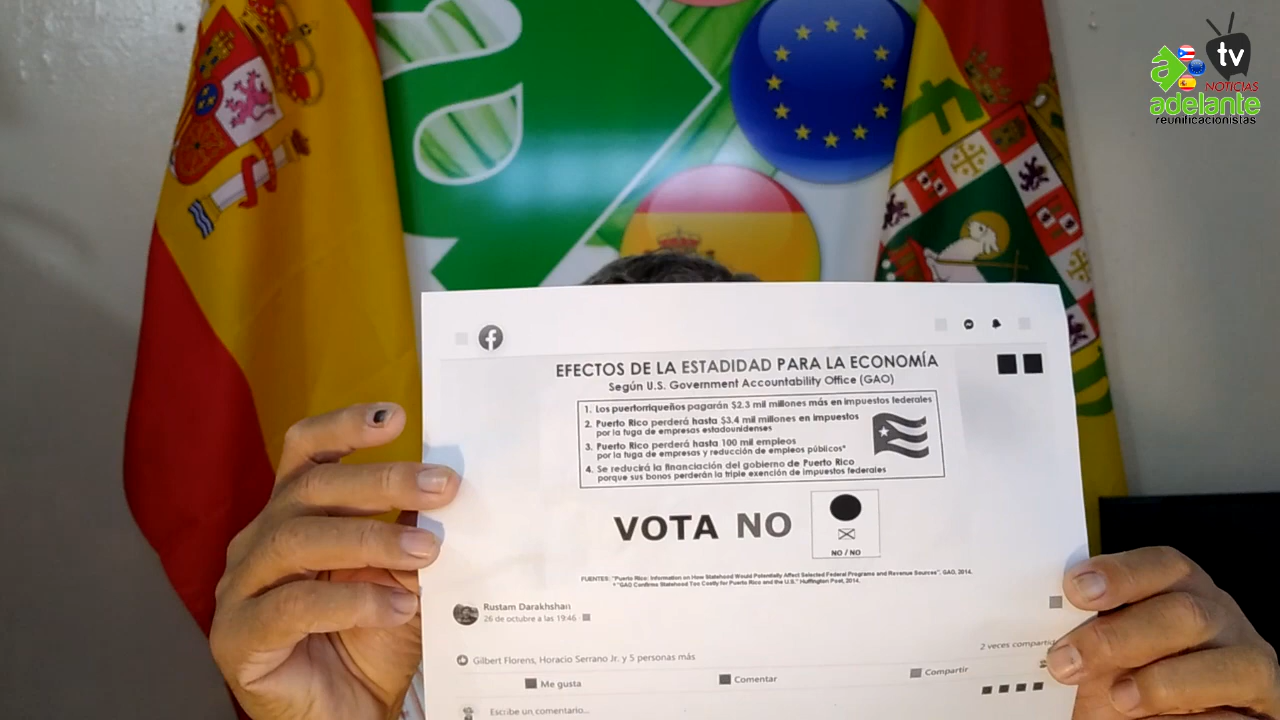 tv
NOTICIAS
adelante
reunificacionistas
EFECTOS DE LA ESTADIDAD PARA LA ECONOMÍA
Según U.S. Government Accountability Office (GAO)
1. Los puertorriqueños pagarán $2.3 mil millones más en impuestos federales
2. Puerto Rico perderá hasta $3.4 mil millones en impuestos
por la fuga de empresas estadounidenses
3. Puerto Rico perderá hasta 100 mil empleos
por la fuga de empresas y reducción de empleos públicos*
4. Se reducirá la financiación del gobierno de Puerto Rico
porque sus bonos perderán la triple exención de impuestos federales
VOTA NO
NO / NO
FUENTES: "Puerto Rico: Information on How Statehood Would Potentially Affect Selected Federal Programs and Revenue Sources", GAO, 2014.
* "GAO Confirms Statehood Too Costly for Puerto Rico and the U.S." Huffington Post, 2014.
Rustam Darakhshan
26 de octubre a las 19:46
Gilbert Florens, Horacio Serrano Jr. y 5 personas más
2 veces compartido
Me gusta
Comentar
Compartir
Escribe un comentario...